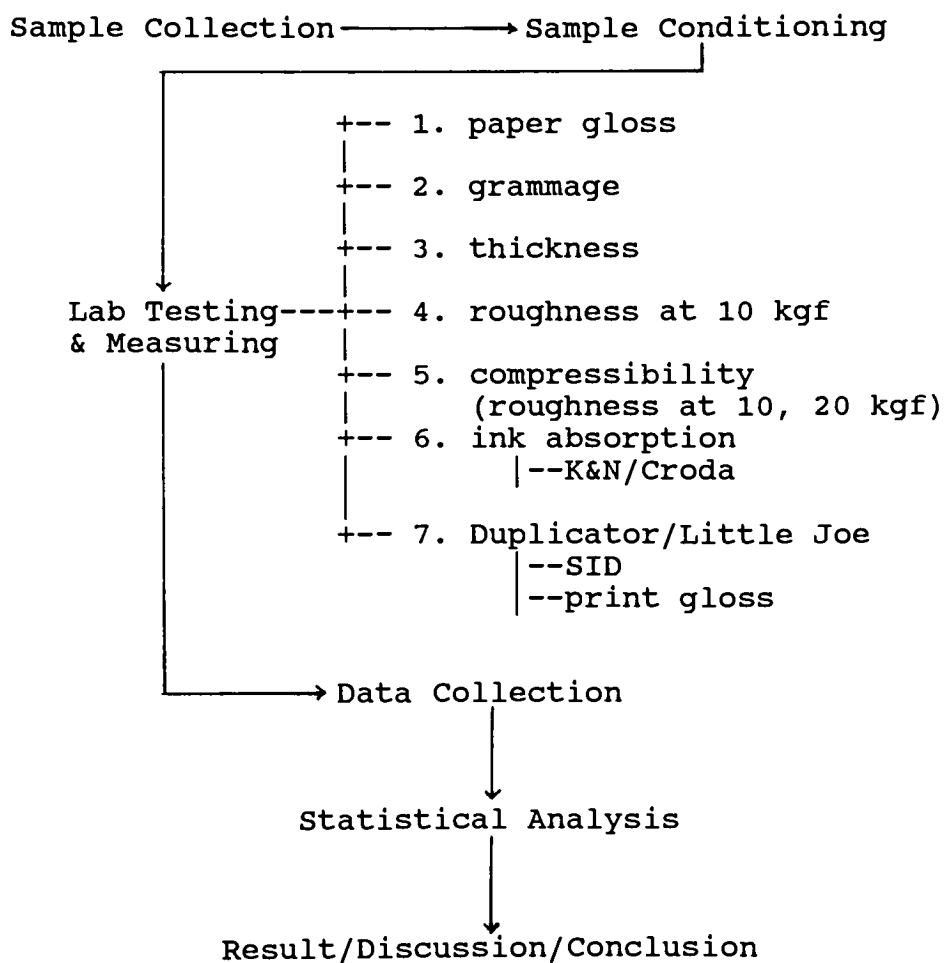 Sample Collection Sample Conditioning
+-- 1. paper gloss
+-- 2. grammage
+-- 3. thickness
Lab Testing---+-- 4. roughness at 10 kgf
& Measuring
+-- 5. compressibility
(roughness at 10, 20 kgf)
+-- 6. ink absorption
|--K&N/Croda
+-- 7. Duplicator/Little Joe
|--SID
|--print gloss
Data Collection
Statistical Analysis
Result/Discussion/Conclusion